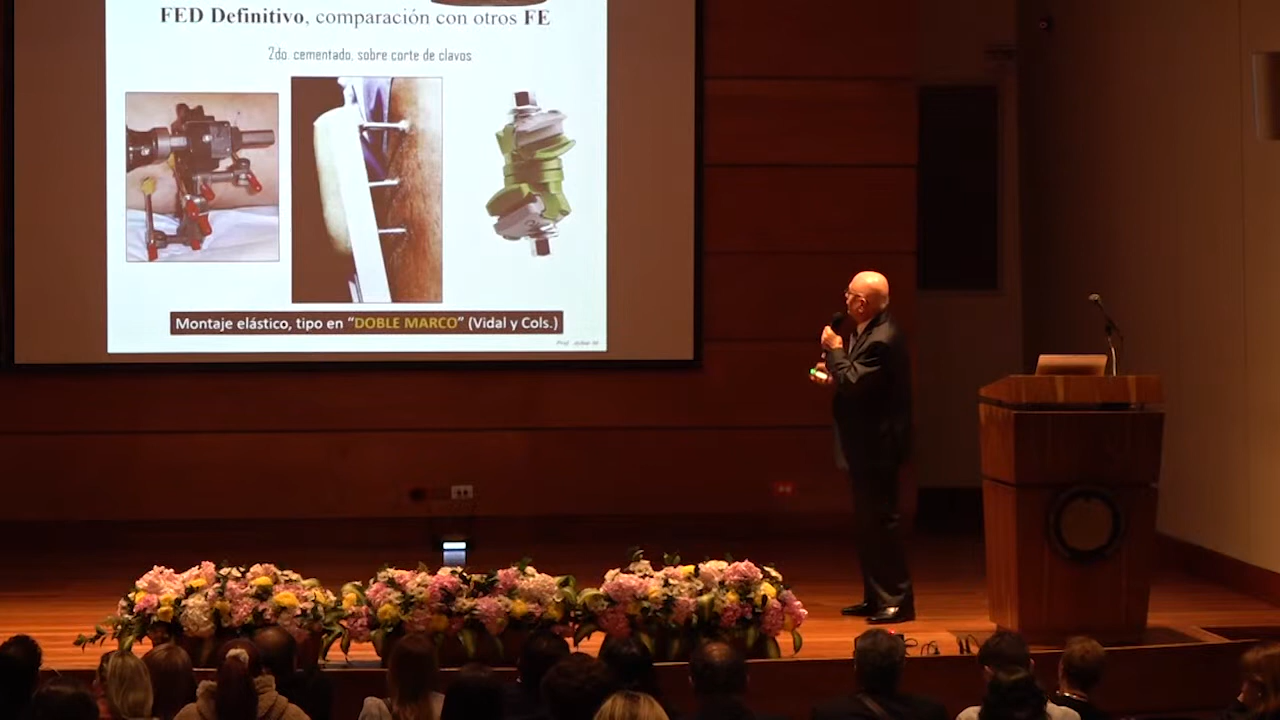 FED Definitivo, comparación con otros FE
2do. cementado, sobre corte de clavos
Montaje elástico, tipo en “DOBLE MARCO” (Vidal y Cols.)